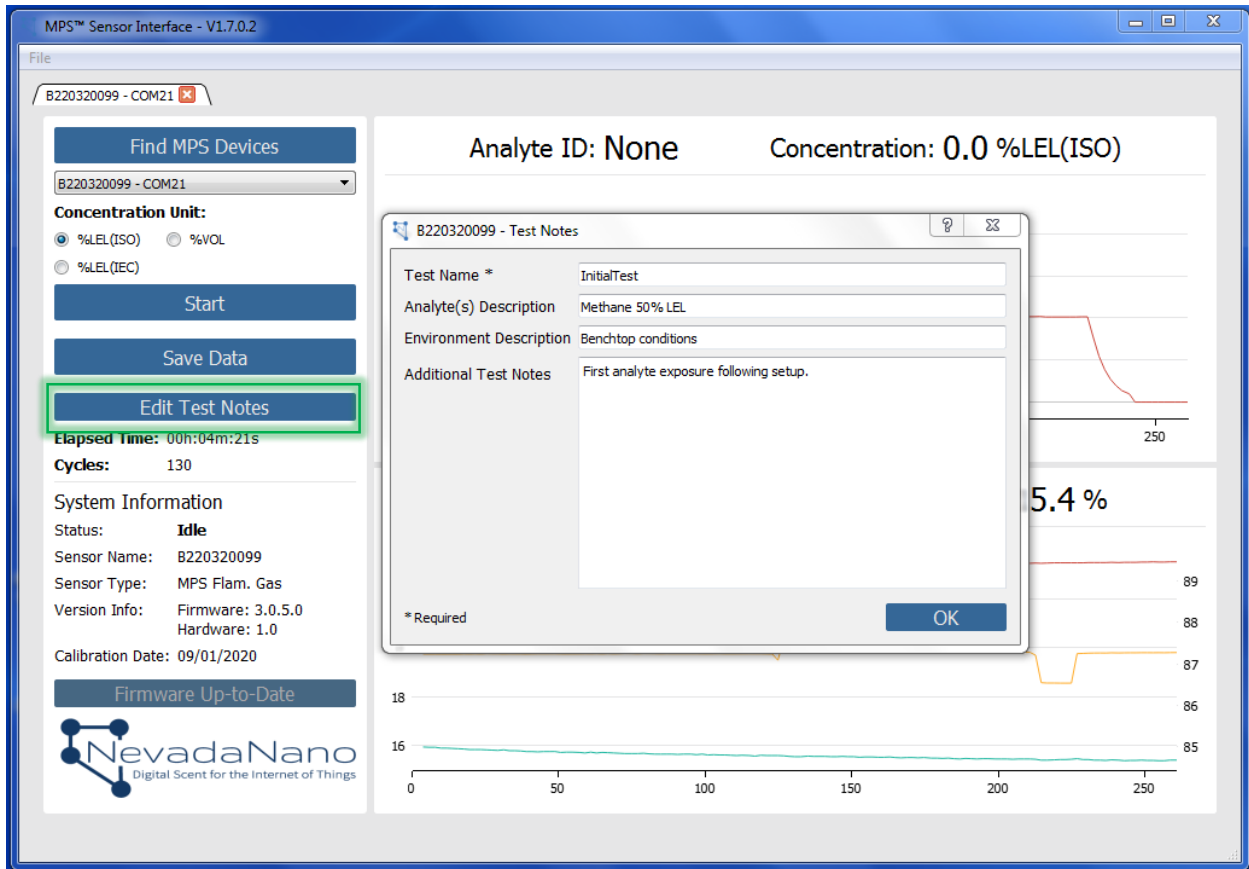 MPS™ Sensor Interface - V1.7.0.2
File
B220320099 - COM21
Find MPS Devices
B220320099 - COM21
Concentration Unit:
%LEL(ISO) %VOL
%LEL(IEC)
Start
Save Data
Edit Test Notes
Elapsed Time: 00h:04m:21s
Cycles: 130
System Information
Status: Idle
Sensor Name: B220320099
Sensor Type: MPS Flam. Gas
Version Info: Firmware: 3.0.5.0
Hardware: 1.0
Calibration Date: 09/01/2020
Firmware Up-to-Date
NevadaNano
Digital Scent for the Internet of Things
Analyte ID: None Concentration: 0.0 %LEL(ISO)
250
B220320099 - Test Notes
Test Name * InitialTest
Analyte(s) Description Methane 50% LEL
Environment Description Benchtop conditions
Additional Test Notes First analyte exposure following setup.
* Required OK
5.4 %
89
88
87
18 86
16 85
0 50 100 150 200 250